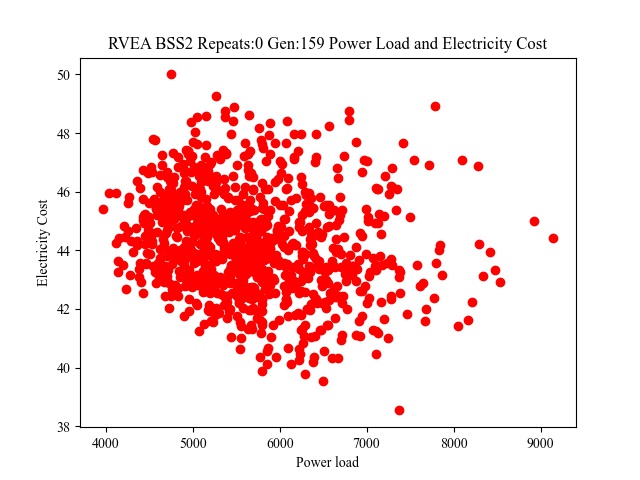 RVEA BSS2 Repeats:0 Gen:159 Power Load and Electricity Cost
50
48
46
44
42
40
38
Electricity Cost
4000 5000 6000 7000 8000 9000
Power load